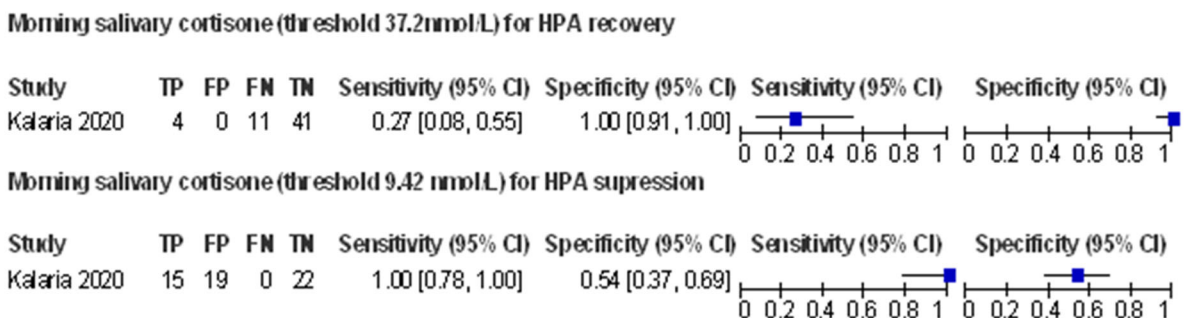 Morning salivary cortisone (threshold 37.2nmol/L) for HPA recovery
Study TP FP FN TN Sensitivity (95% CI) Specificity (95% CI) Sensitivity (95% CI) Specificity (95% CI)
Kalaria 2020 4 0 11 41 0.27 [0.08, 0.55] 1.00 [0.91, 1.00]
0 0.2 0.4 0.6 0.8 1 0 0.2 0.4 0.6 0.8 1
Morning salivary cortisone (threshold 9.42 nmol/L) for HPA supression
Study TP FP FN TN Sensitivity (95% CI) Specificity (95% CI) Sensitivity (95% CI) Specificity (95% CI)
Kalaria 2020 15 19 0 22 1.00 [0.78, 1.00] 0.54 [0.37, 0.69]
0 0.2 0.4 0.6 0.8 1 0 0.2 0.4 0.6 0.8 1